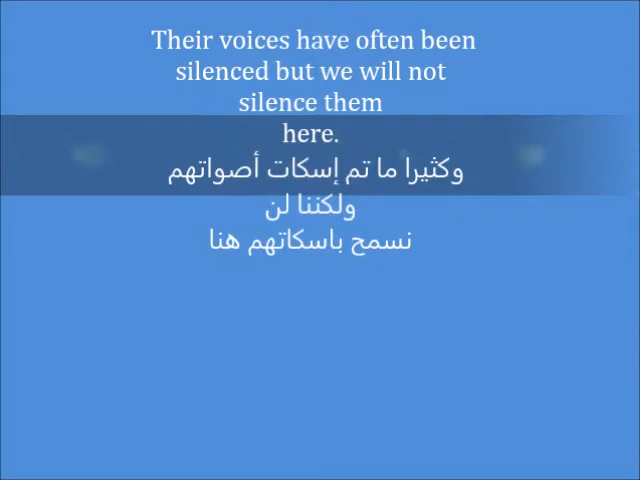 Their voices have often been
silenced but we will not
silence them
here.
وكثيرا ما تم إسكات أصواتهم
ولكننا لن
نسمح باسكاتهم هنا